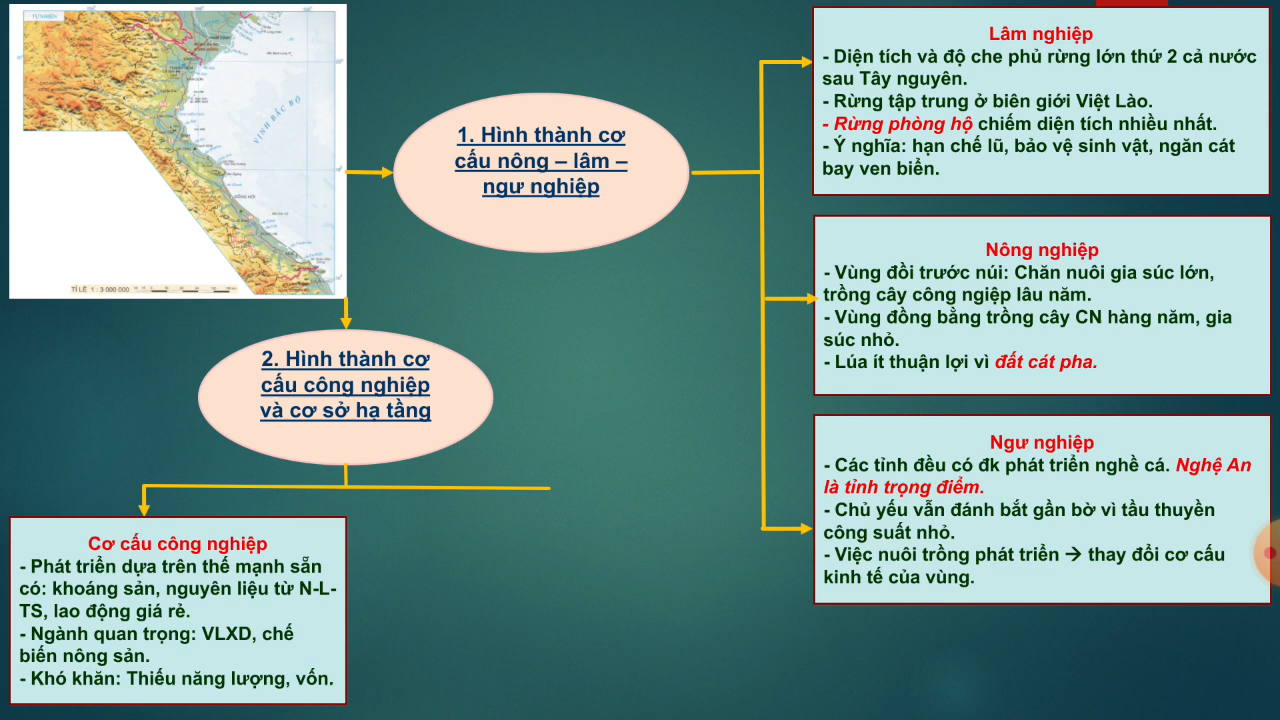 TỰ NHIÊN
VỊNH BẮC BỘ
ĐỒNG HỚI
TỈ LỆ 1 : 3 000 000
1. Hình thành cơ
cấu nông – lâm –
ngư nghiệp
2. Hình thành cơ
cấu công nghiệp
và cơ sở hạ tầng
Lâm nghiệp
- Diện tích và độ che phủ rừng lớn thứ 2 cả nước
sau Tây nguyên.
- Rừng tập trung ở biên giới Việt Lào.
- Rừng phòng hộ chiếm diện tích nhiều nhất.
- Ý nghĩa: hạn chế lũ, bảo vệ sinh vật, ngăn cát
bay ven biển.
Nông nghiệp
- Vùng đồi trước núi: Chăn nuôi gia súc lớn,
trồng cây công ngiệp lâu năm.
- Vùng đồng bằng trồng cây CN hàng năm, gia
súc nhỏ.
- Lúa ít thuận lợi vì đất cát pha.
Ngư nghiệp
- Các tỉnh đều có đk phát triển nghề cá. Nghệ An
là tỉnh trọng điểm.
- Chủ yếu vẫn đánh bắt gần bờ vì tầu thuyền
công suất nhỏ.
- Việc nuôi trồng phát triển → thay đổi cơ cấu
kinh tế của vùng.
Cơ cấu công nghiệp
- Phát triển dựa trên thế mạnh sẵn
có: khoáng sản, nguyên liệu từ N-L-
TS, lao động giá rẻ.
- Ngành quan trọng: VLXD, chế
biến nông sản.
- Khó khăn: Thiếu năng lượng, vốn.